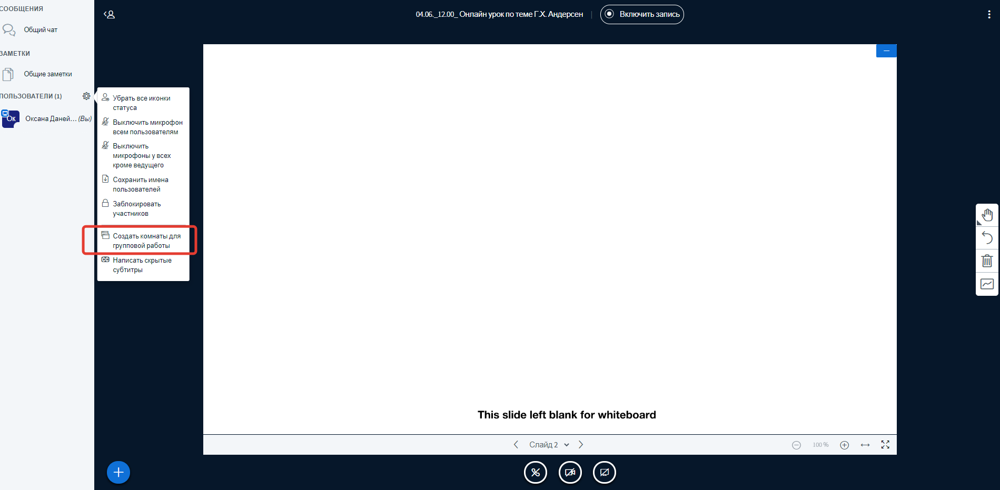 СООБЩЕНИЯ
Общий чат
ЗАМЕТКИ
Общие заметки
ПОЛЬЗОВАТЕЛИ (1)
Ок
Оксана Даней... (Вы)
04.06._12.00_ Онлайн урок по теме Г.Х. Андерсен
Включить запись
Убрать все иконки
статуса
Выключить микрофон
всем пользователям
Выключить
микрофоны у всех
кроме ведущего
Сохранить имена
пользователей
Заблокировать
участников
Создать комнаты для
групповой работы
CC
Написать скрытые
субтитры
This slide left blank for whiteboard
Слайд 2
100 %